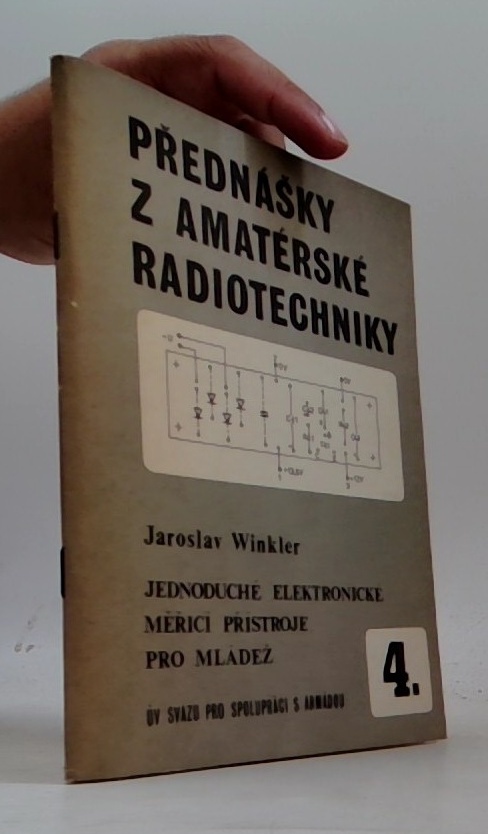 PŘEDNÁŠKY
Z AMATÉRSKÉ
RADIOTECHNIKY
Jaroslav Winkler
JEDNODUCHÉ ELEKTRONICKÉ
MĚŘICÍ PŘÍSTROJE
PRO MLÁDEŽ
4.
ÚV SVAZU PRO SPOLUPRÁCI S ARMÁDOU